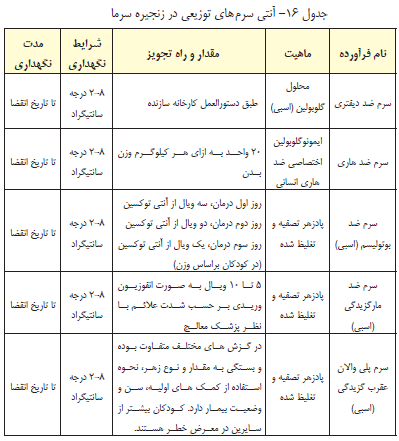 جدول ۱۶- آنتی سرم‌های توزیعی در زنجیره سرما
نام فرآورده
ماهیت
مقدار و راه تجویز
شرایط
نگهداری
مدت
نگهداری
سرم ضد دیفتری
محلول
گلوبولین (اسبی)
طبق دستورالعمل کارخانه سازنده
۸-۲ درجه
سانتیگراد
تا تاریخ انقضا
سرم ضد هاری
ایمونوگلوبولین
اختصاصی ضد
هاری انسانی
۲۰ واحد به ازای هر کیلوگرم وزن
بدن
۸-۲ درجه
سانتیگراد
تا تاریخ انقضا
سرم ضد
بوتولیسم (اسبی)
پادزهر تصفیه و
تغلیظ شده
روز اول درمان، سه ویال از آنتی توکسین
روز دوم درمان، دو ویال از آنتی توکسین
روز سوم درمان، یک ویال از آنتی توکسین
(در کودکان براساس وزن)
۸-۲ درجه
سانتیگراد
تا تاریخ انقضا
سرم ضد
مارگزیدگی
(اسبی)
پادزهر تصفیه و
تغلیظ شده
۵ تا ۱۰ ویال به صورت انفوزیون
وریدی بر حسب شدت علائم با
نظر پزشک معالج
۸-۲ درجه
سانتیگراد
تا تاریخ انقضا
سرم پلی والان
عقرب گزیدگی
(اسبی)
پادزهر تصفیه و
تغلیظ شده
در گزش های مختلف متفاوت بوده
و بستگی به مقدار و نوع زهر، نحوه
استفاده از کمک های اولیه، سن و
وضعیت بیمار دارد. کودکان بیشتر از
سایرین در معرض خطر هستند.
۸-۲ درجه
سانتیگراد
تا تاریخ انقضا